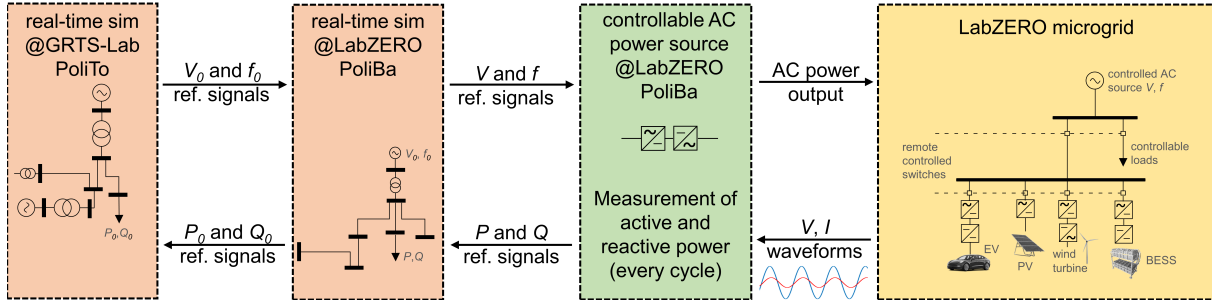 real-time sim
@GRTS-Lab
PoliTo
P₀,Q₀
V₀ and f₀
ref. signals
P₀ and Q₀
ref. signals
real-time sim
@LabZERO
PoliBa
V₀, f₀
P,Q
V and f
ref. signals
P and Q
ref. signals
controllable AC
power source
@LabZERO
PoliBa
Measurement of
active and
reactive power
(every cycle)
AC power
output
V, I
waveforms
LabZERO microgrid
controlled AC
source V, f
remote
controlled
switches
controllable
loads
EV
PV
wind
turbine
BESS